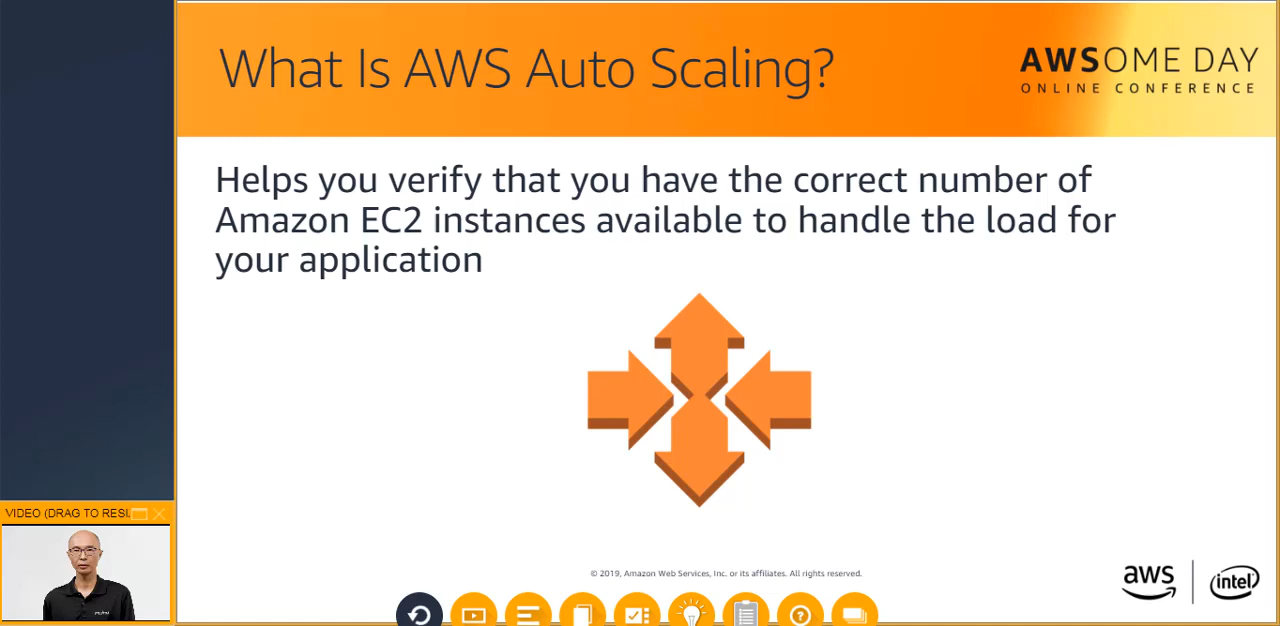 What Is AWS Auto Scaling?
AWSOME DAY
ONLINE CONFERENCE
Helps you verify that you have the correct number of
Amazon EC2 instances available to handle the load for
your application
VIDEO (DRAG TO RESI
© 2019, Amazon Web Services, Inc. or its affiliates. All rights reserved.
aws
intel